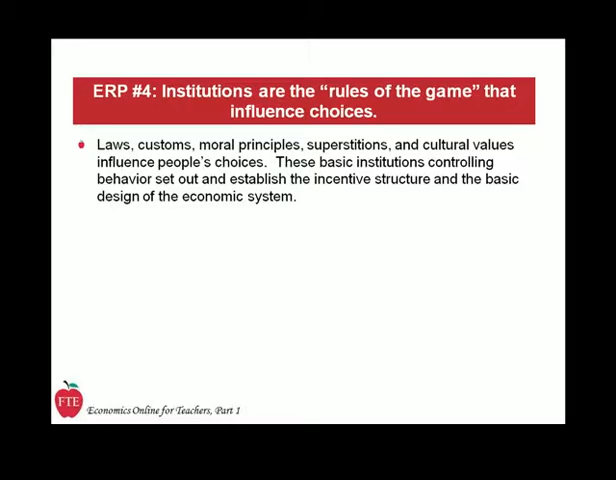 ERP #4: Institutions are the “rules of the game” that
influence choices.
Laws, customs, moral principles, superstitions, and cultural values
influence people’s choices. These basic institutions controlling
behavior set out and establish the incentive structure and the basic
design of the economic system.
FTE
Economics Online for Teachers, Part 1